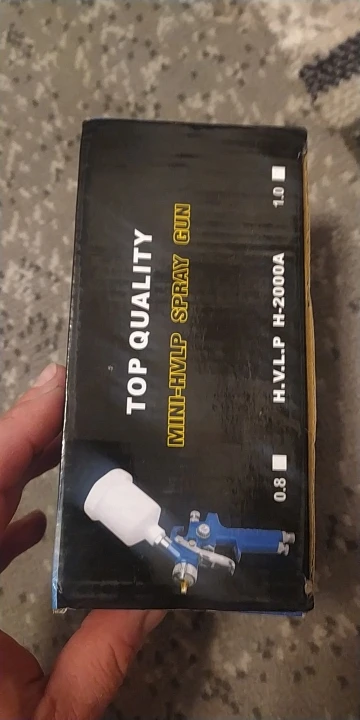 TOP QUALITY
MINI-HVLP SPRAY GUN
0.8 H.V.L.P H-2000A 1.0